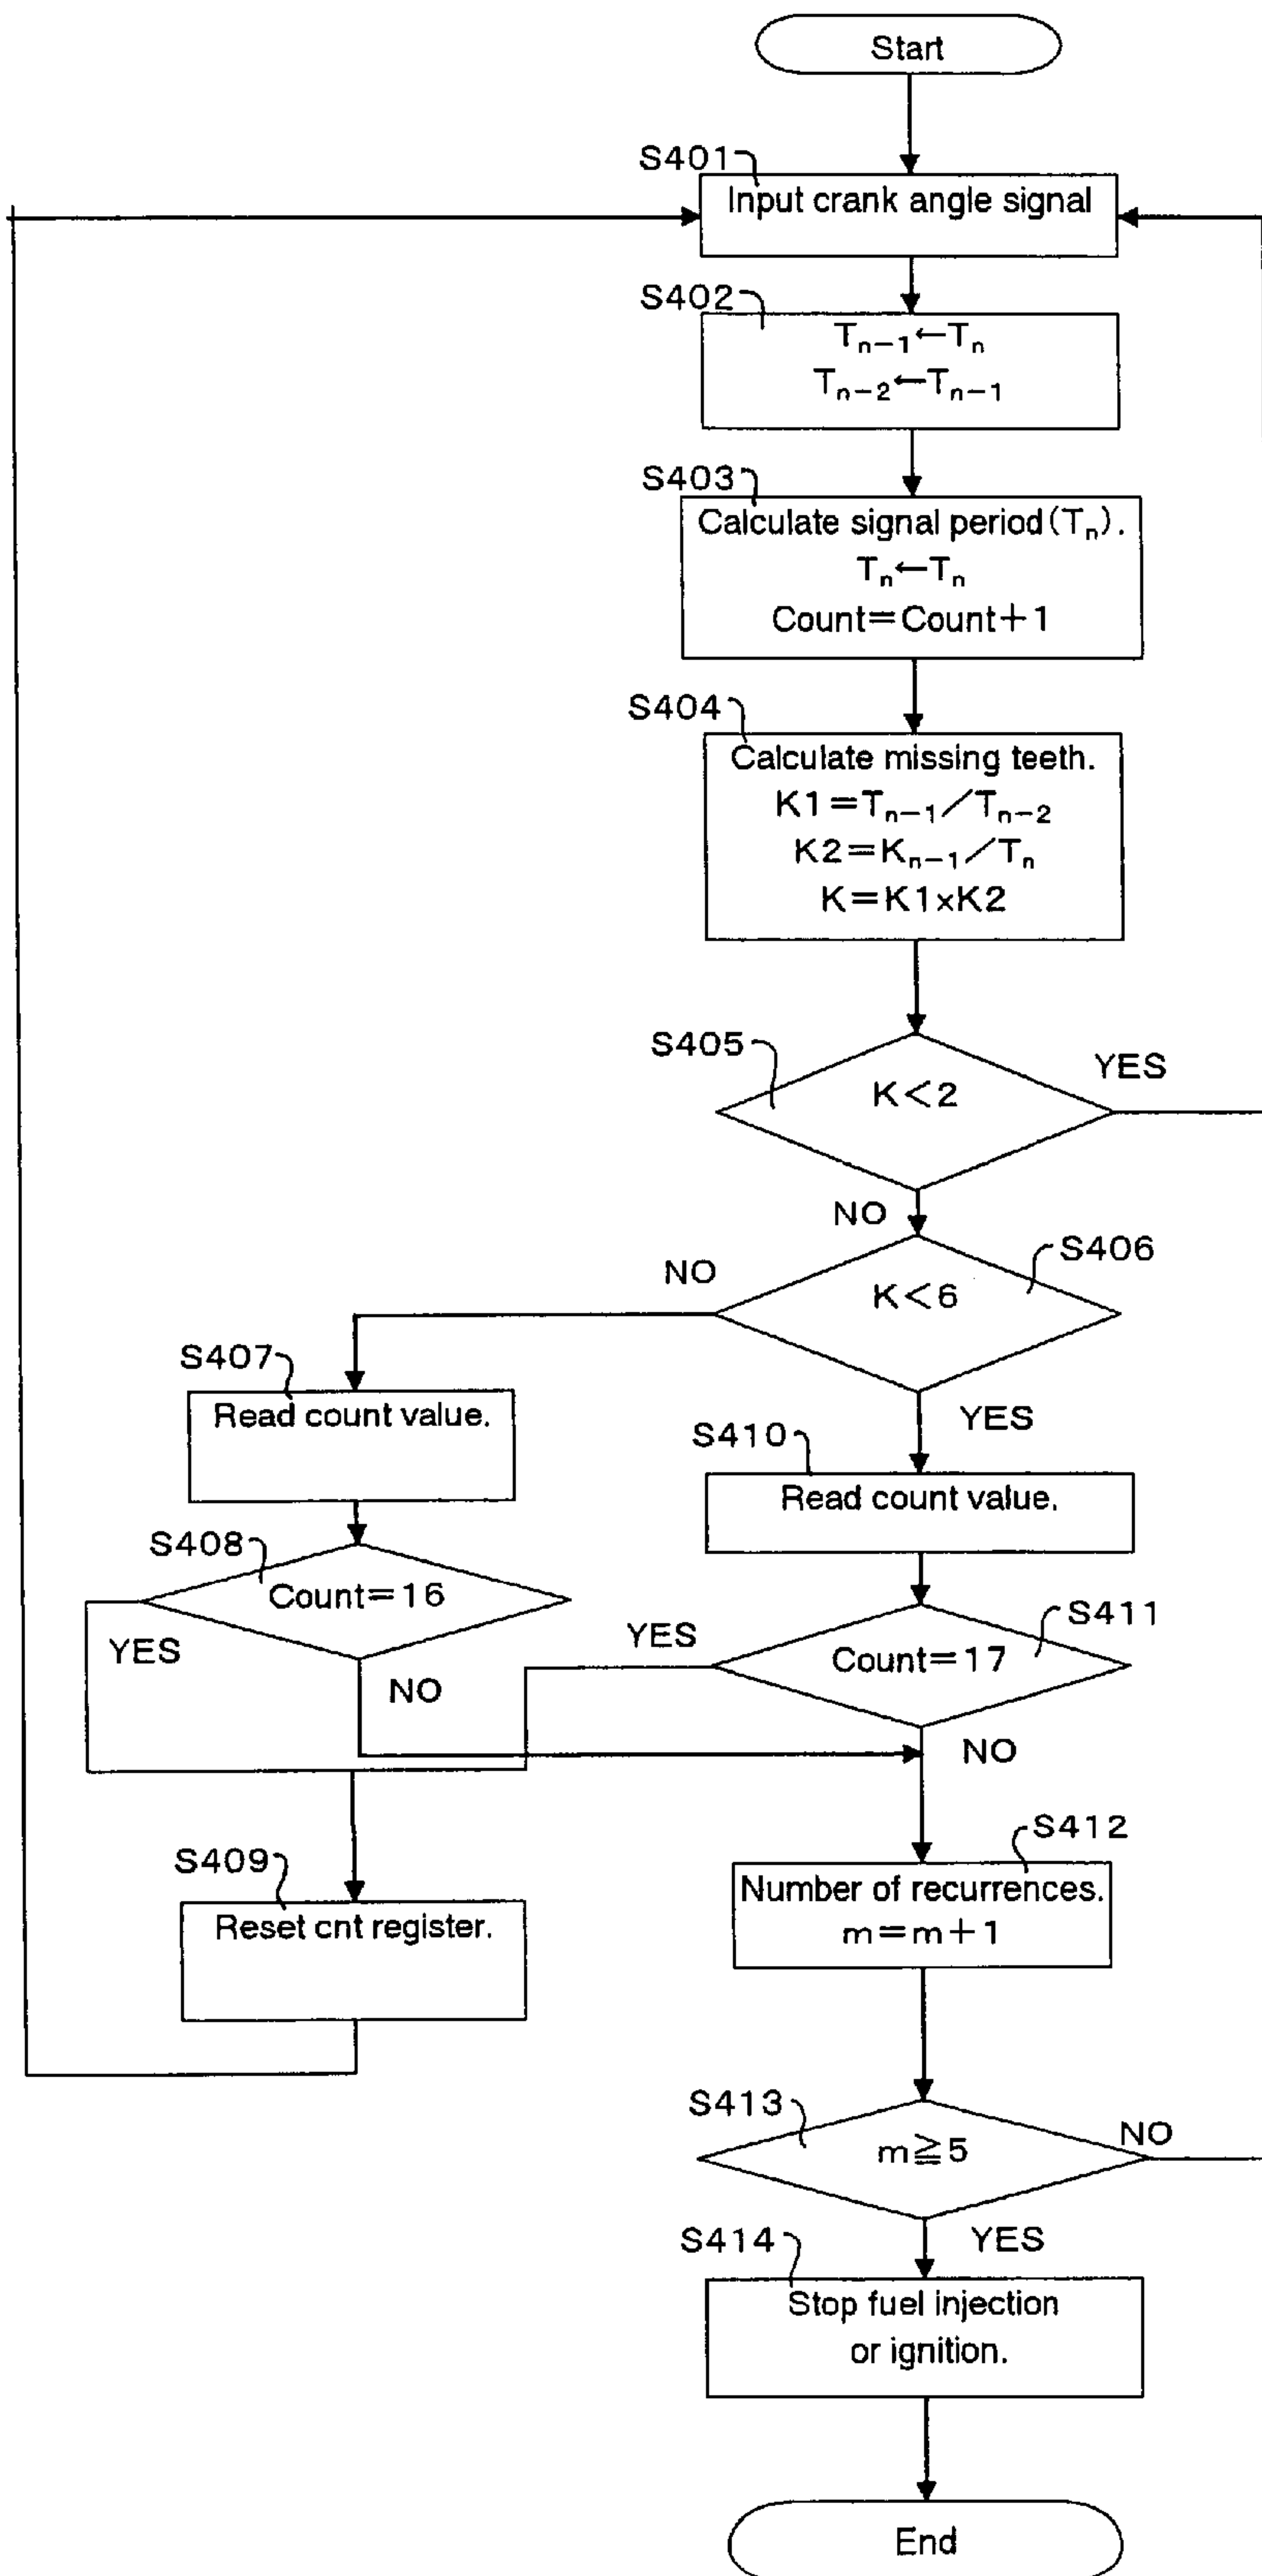 Start
S401
Input crank angle signal
S402
Tn−1←Tn
Tn−2←Tn−1
S403
Calculate signal period(Tn).
Tn←Tn
Count=Count+1
S404
Calculate missing teeth.
K1=Tn−1/Tn−2
K2=Kn−1/Tn
K=K1×K2
S405
K<2
YES
NO
S406
K<6
NO
YES
S407
Read count value.
S410
Read count value.
S408
Count=16
YES
NO
S411
Count=17
YES
NO
S409
Reset cnt register.
S412
Number of recurrences.
m=m+1
S413
m≧5
NO
YES
S414
Stop fuel injection
or ignition.
End